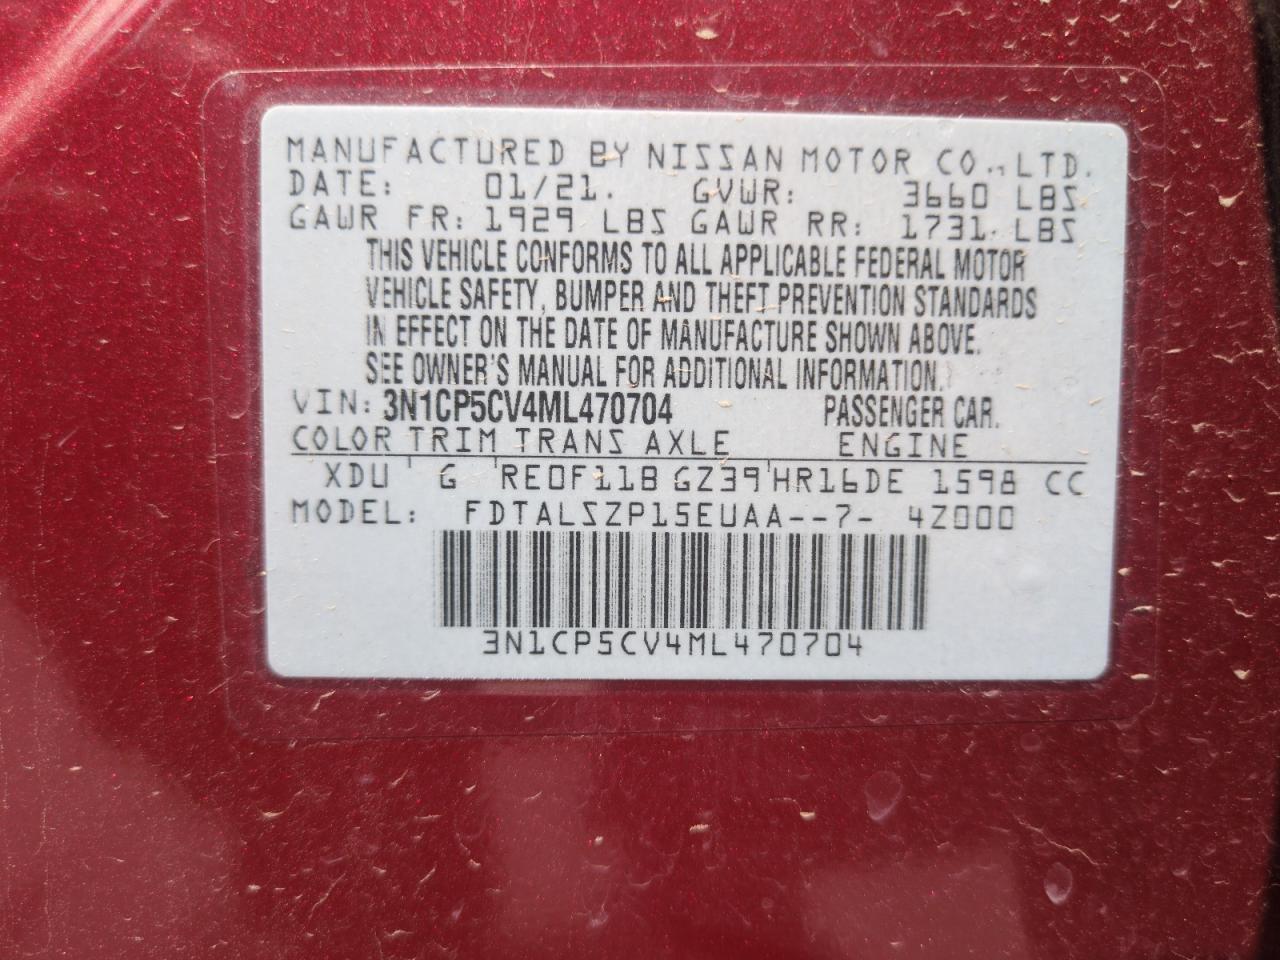 MANUFACTURED BY NISSAN MOTOR CO., LTD.
DATE: 01/21. GVWR: 3660 LBS
GAWR FR: 1929 LBS GAWR RR: 1731 LBS
THIS VEHICLE CONFORMS TO ALL APPLICABLE FEDERAL MOTOR
VEHICLE SAFETY, BUMPER AND THEFT PREVENTION STANDARDS
IN EFFECT ON THE DATE OF MANUFACTURE SHOWN ABOVE.
SEE OWNER'S MANUAL FOR ADDITIONAL INFORMATION.
VIN: 3N1CP5CV4ML470704 PASSENGER CAR.
COLOR TRIM TRANS AXLE ENGINE
XDU ' G ' RE0F11B GZ39 ' HR16DE 1598 CC
MODEL: FDTALSZP15EUAA--7- 4Z000
3N1CP5CV4ML470704